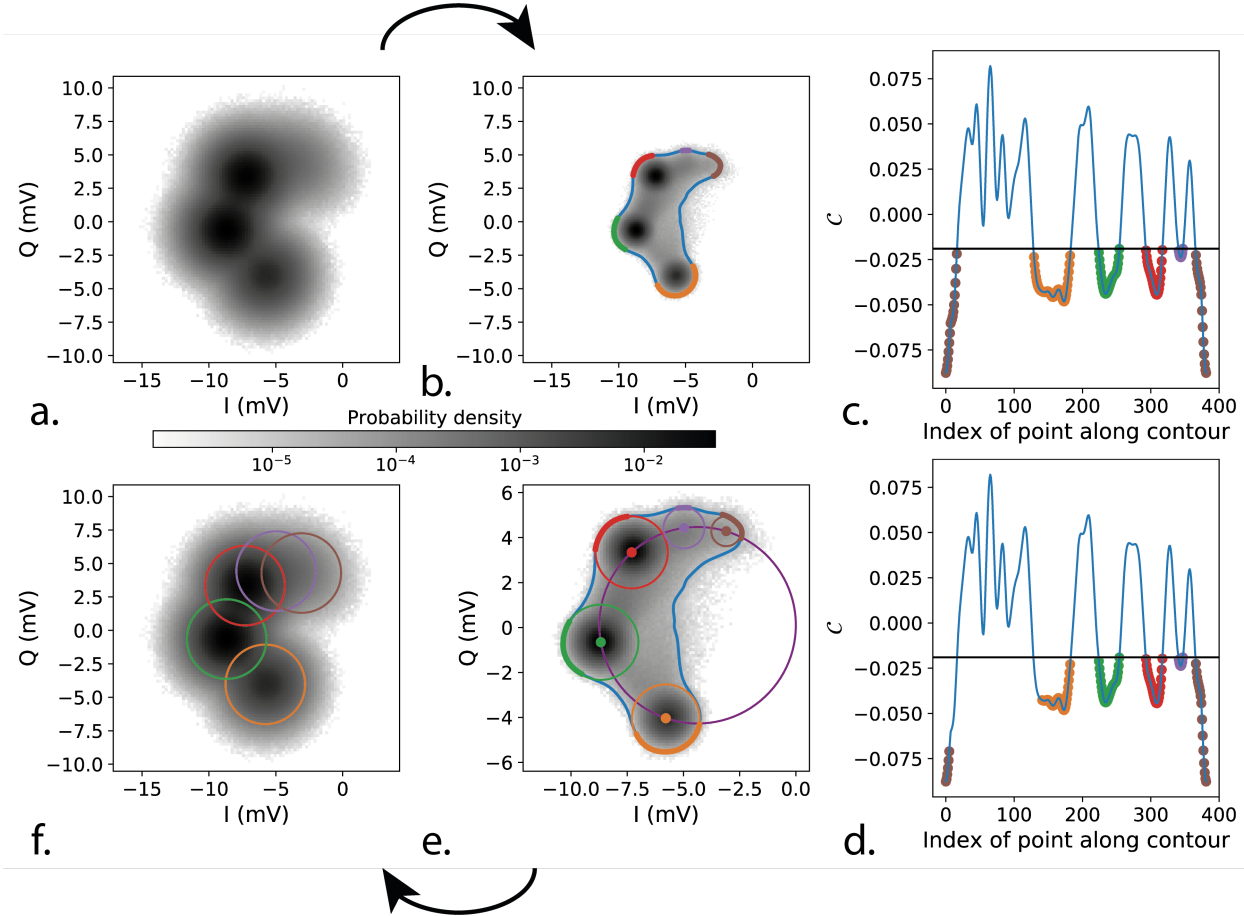 10.0
7.5
5.0
2.5
0.0
−2.5
−5.0
−7.5
−10.0
Q (mV)
−15 −10 −5 0
I (mV)
a.
10.0
7.5
5.0
2.5
0.0
−2.5
−5.0
−7.5
−10.0
Q (mV)
−15 −10 −5 0
I (mV)
b.
0.075
0.050
0.025
0.000
−0.025
−0.050
−0.075
C
0 100 200 300 400
Index of point along contour
c.
Probability density
10−5 10−4 10−3 10−2
10.0
7.5
5.0
2.5
0.0
−2.5
−5.0
−7.5
−10.0
Q (mV)
−15 −10 −5 0
I (mV)
f.
6
4
2
0
−2
−4
−6
Q (mV)
−10.0 −7.5 −5.0 −2.5 0.0
I (mV)
e.
0.075
0.050
0.025
0.000
−0.025
−0.050
−0.075
C
0 100 200 300 400
Index of point along contour
d.